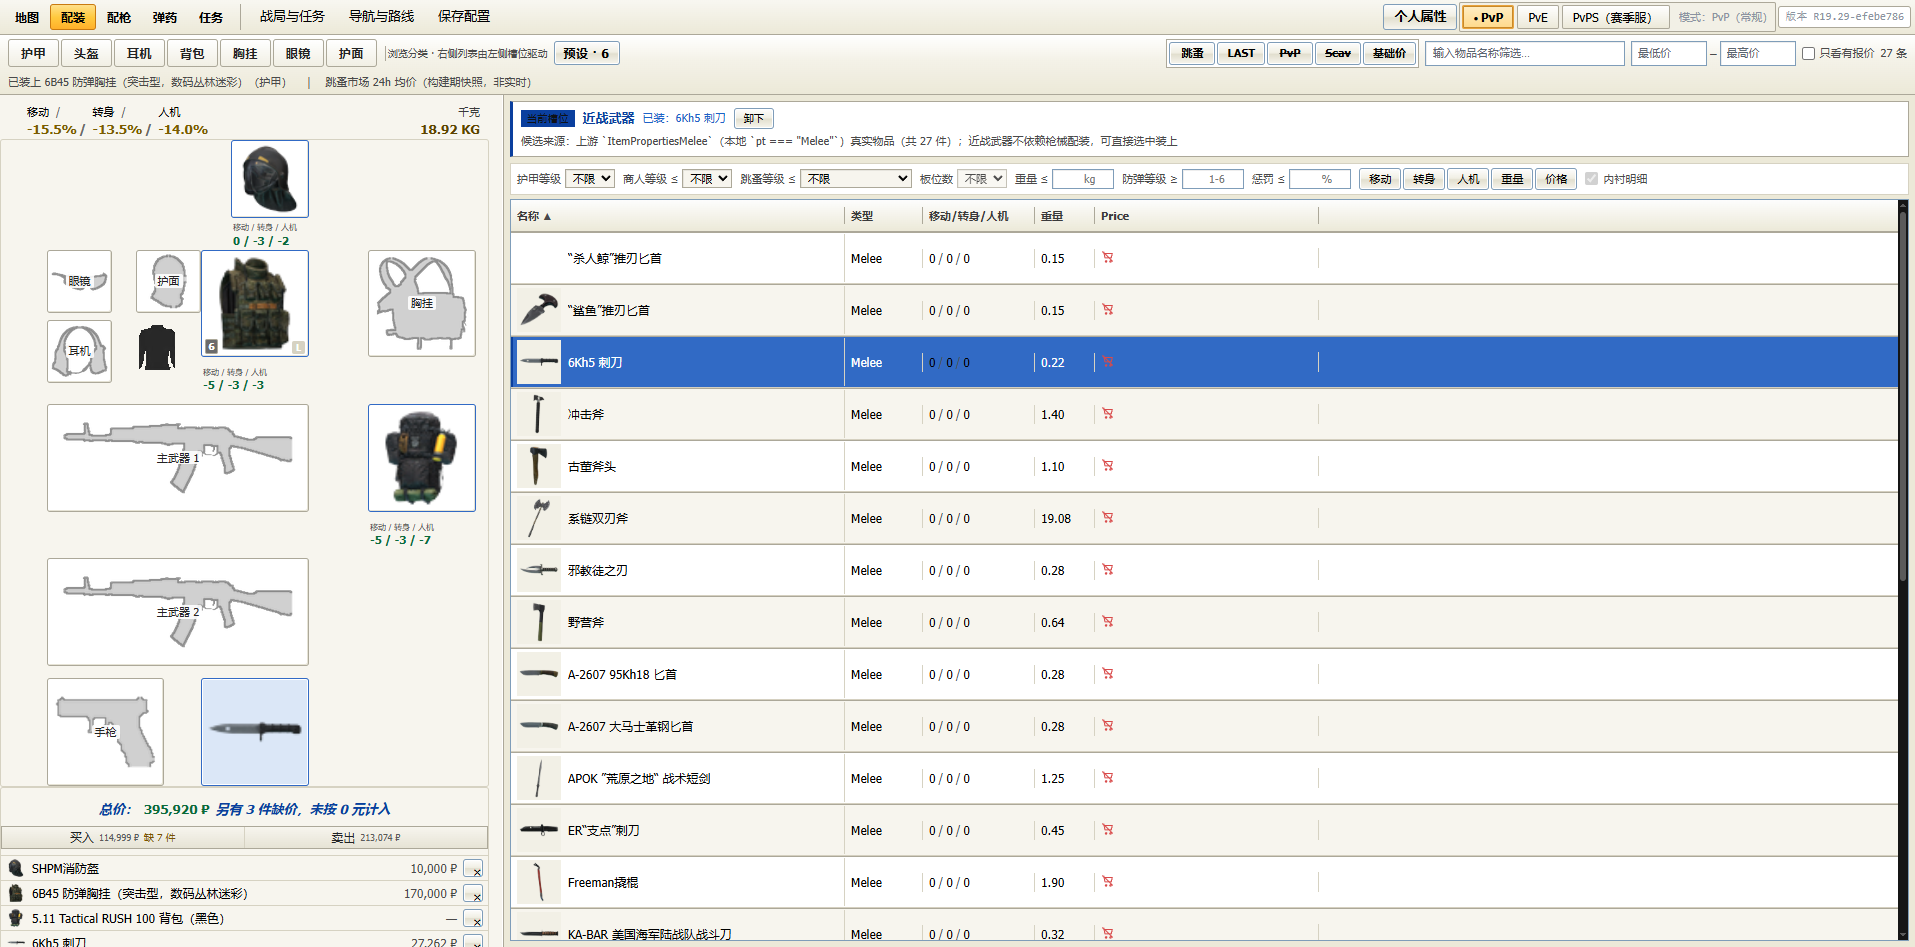 地图 配装 配枪 弹药 任务 战局与任务 导航与路线 保存配置 个人属性 • PvP PvE PvPS（赛季服） 模式：PvP（常规） 版本 R19.29-efebe786
护甲 头盔 耳机 背包 胸挂 眼镜 护面 浏览分类 · 右侧列表由左侧槽位驱动 预设 · 6 跳蚤 LAST PvP Scav 基础价 输入物品名称筛选... 最低价 – 最高价 只看有报价 27 条
已装上 6B45 防弹胸挂（突击型，数码丛林迷彩）（护甲） | 跳蚤市场 24h 均价（构建期快照，非实时）
移动 / 转身 / 人机 千克
-15.5% / -13.5% / -14.0% 18.92 KG
移动 / 转身 / 人机
0 / -3 / -2
眼镜
护面
胸挂
耳机
6 L
移动 / 转身 / 人机
-5 / -3 / -3
主武器 1
移动 / 转身 / 人机
-5 / -3 / -7
主武器 2
手枪
总价： 395,920 ₽ 另有 3 件缺价，未按 0 元计入
买入 114,999 ₽ 缺 7 件 卖出 213,074 ₽
SHPM消防盔 10,000 ₽ ×
6B45 防弹胸挂（突击型，数码丛林迷彩） 170,000 ₽ ×
5.11 Tactical RUSH 100 背包（黑色） — ×
6Kh5 刺刀 27,262 ₽ ×
当前槽位 近战武器 已装：6Kh5 刺刀 卸下
候选来源：上游 `ItemPropertiesMelee`（本地 `pt === "Melee"`）真实物品（共 27 件）；近战武器不依赖枪械配装，可直接选中装上
护甲等级 不限 商人等级 ≤ 不限 跳蚤等级 ≤ 不限 板位数 不限 重量 ≤ kg 防弹等级 ≥ 1-6 惩罚 ≤ % 移动 转身 人机 重量 价格 内衬明细
名称 ▲ 类型 移动/转身/人机 重量 Price
“杀人鲸”推刃匕首 Melee 0 / 0 / 0 0.15
“鲨鱼”推刃匕首 Melee 0 / 0 / 0 0.15
6Kh5 刺刀 Melee 0 / 0 / 0 0.22
冲击斧 Melee 0 / 0 / 0 1.40
古董斧头 Melee 0 / 0 / 0 1.10
系链双刃斧 Melee 0 / 0 / 0 19.08
邪教徒之刃 Melee 0 / 0 / 0 0.28
野营斧 Melee 0 / 0 / 0 0.64
A-2607 95Kh18 匕首 Melee 0 / 0 / 0 0.28
A-2607 大马士革钢匕首 Melee 0 / 0 / 0 0.28
APOK ”荒原之地“ 战术短剑 Melee 0 / 0 / 0 1.25
ER“支点”刺刀 Melee 0 / 0 / 0 0.45
Freeman撬棍 Melee 0 / 0 / 0 1.90
KA-BAR 美国海军陆战队战斗刀 Melee 0 / 0 / 0 0.32